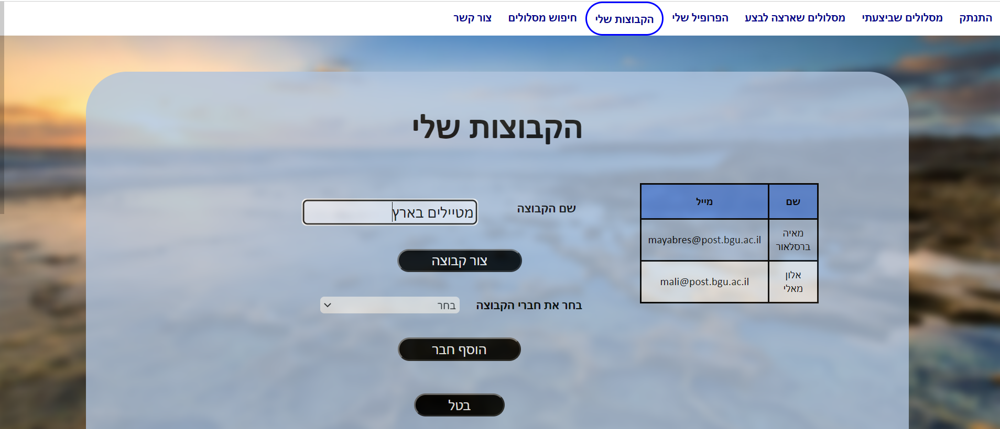 התנתק
מסלולים שביצעתי
מסלולים שארצה לבצע
הפרופיל שלי
הקבוצות שלי
חיפוש מסלולים
צור קשר
הקבוצות שלי
שם מייל
מאיה
ברסלאור
mayabres@post.bgu.ac.il
אלון
מאלי
mali@post.bgu.ac.il
שם הקבוצה
מטיילים בארץ
צור קבוצה
בחר את חברי הקבוצה
בחר
הוסף חבר
בטל